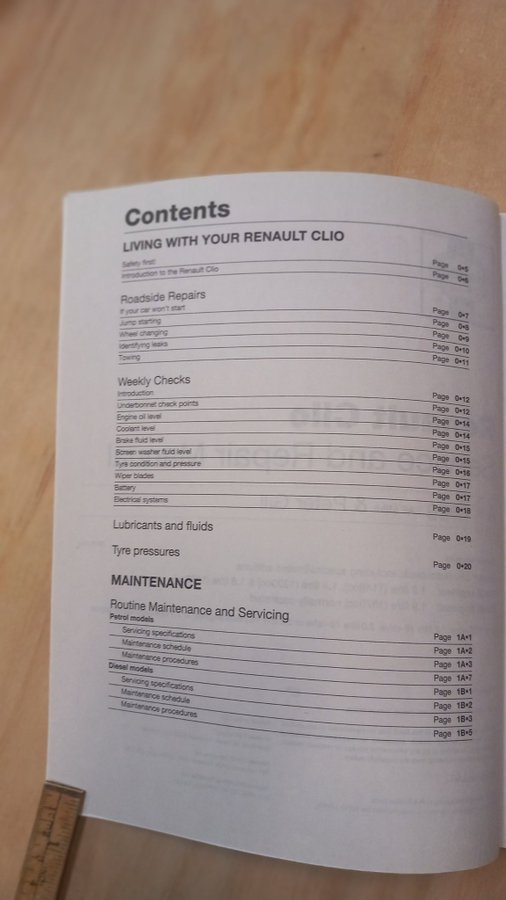 Contents
LIVING WITH YOUR RENAULT CLIO
Safety first! Page 0•5
Introduction to the Renault Clio Page 0•6
Roadside Repairs
If your car won't start Page 0•7
Jump starting Page 0•8
Wheel changing Page 0•9
Identifying leaks Page 0•10
Towing Page 0•11
Weekly Checks
Introduction Page 0•12
Underbonnet check points Page 0•12
Engine oil level Page 0•14
Coolant level Page 0•14
Brake fluid level Page 0•15
Screen washer fluid level Page 0•15
Tyre condition and pressure Page 0•16
Wiper blades Page 0•17
Battery Page 0•17
Electrical systems Page 0•18
Lubricants and fluids Page 0•19
Tyre pressures Page 0•20
MAINTENANCE
Routine Maintenance and Servicing
Petrol models Page 1A•1
Servicing specifications Page 1A•2
Maintenance schedule Page 1A•3
Maintenance procedures Page 1A•7
Diesel models Page 1B•1
Servicing specifications Page 1B•2
Maintenance schedule Page 1B•3
Maintenance procedures Page 1B•5